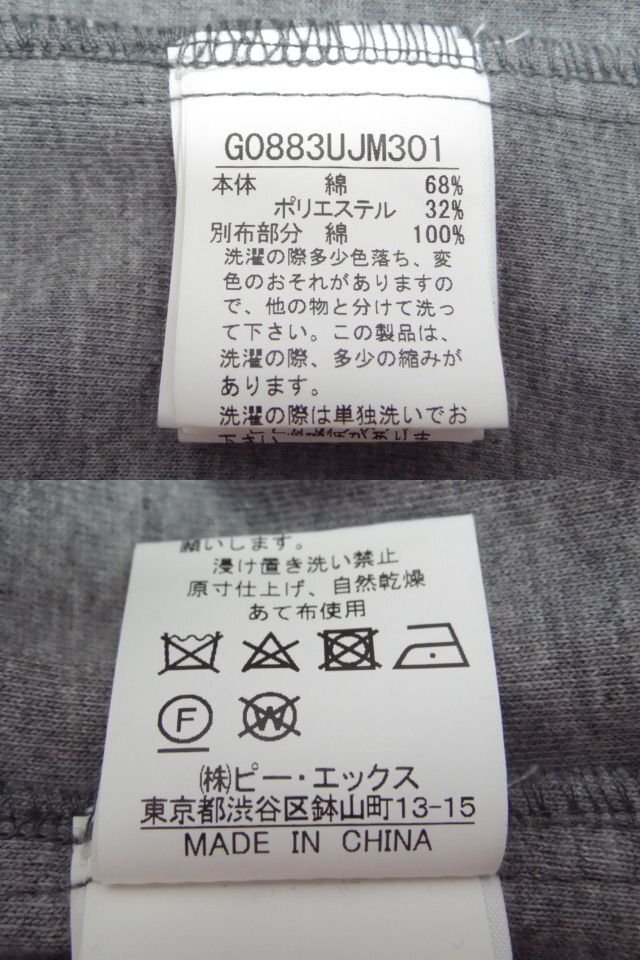 G0883UJM301
本体 綿 68%
ポリエステル 32%
別布部分 綿 100%
洗濯の際多少色落ち、変
色のおそれがありますの
で、他の物と分けて洗っ
て下さい。この製品は、
洗濯の際、多少の縮みが
あります。
洗濯の際は単独洗いでお
願いします。
浸け置き洗い禁止
原寸仕上げ、自然乾燥
あて布使用
F
W
㈱ピー・エックス
東京都渋谷区鉢山町13-15
MADE IN CHINA